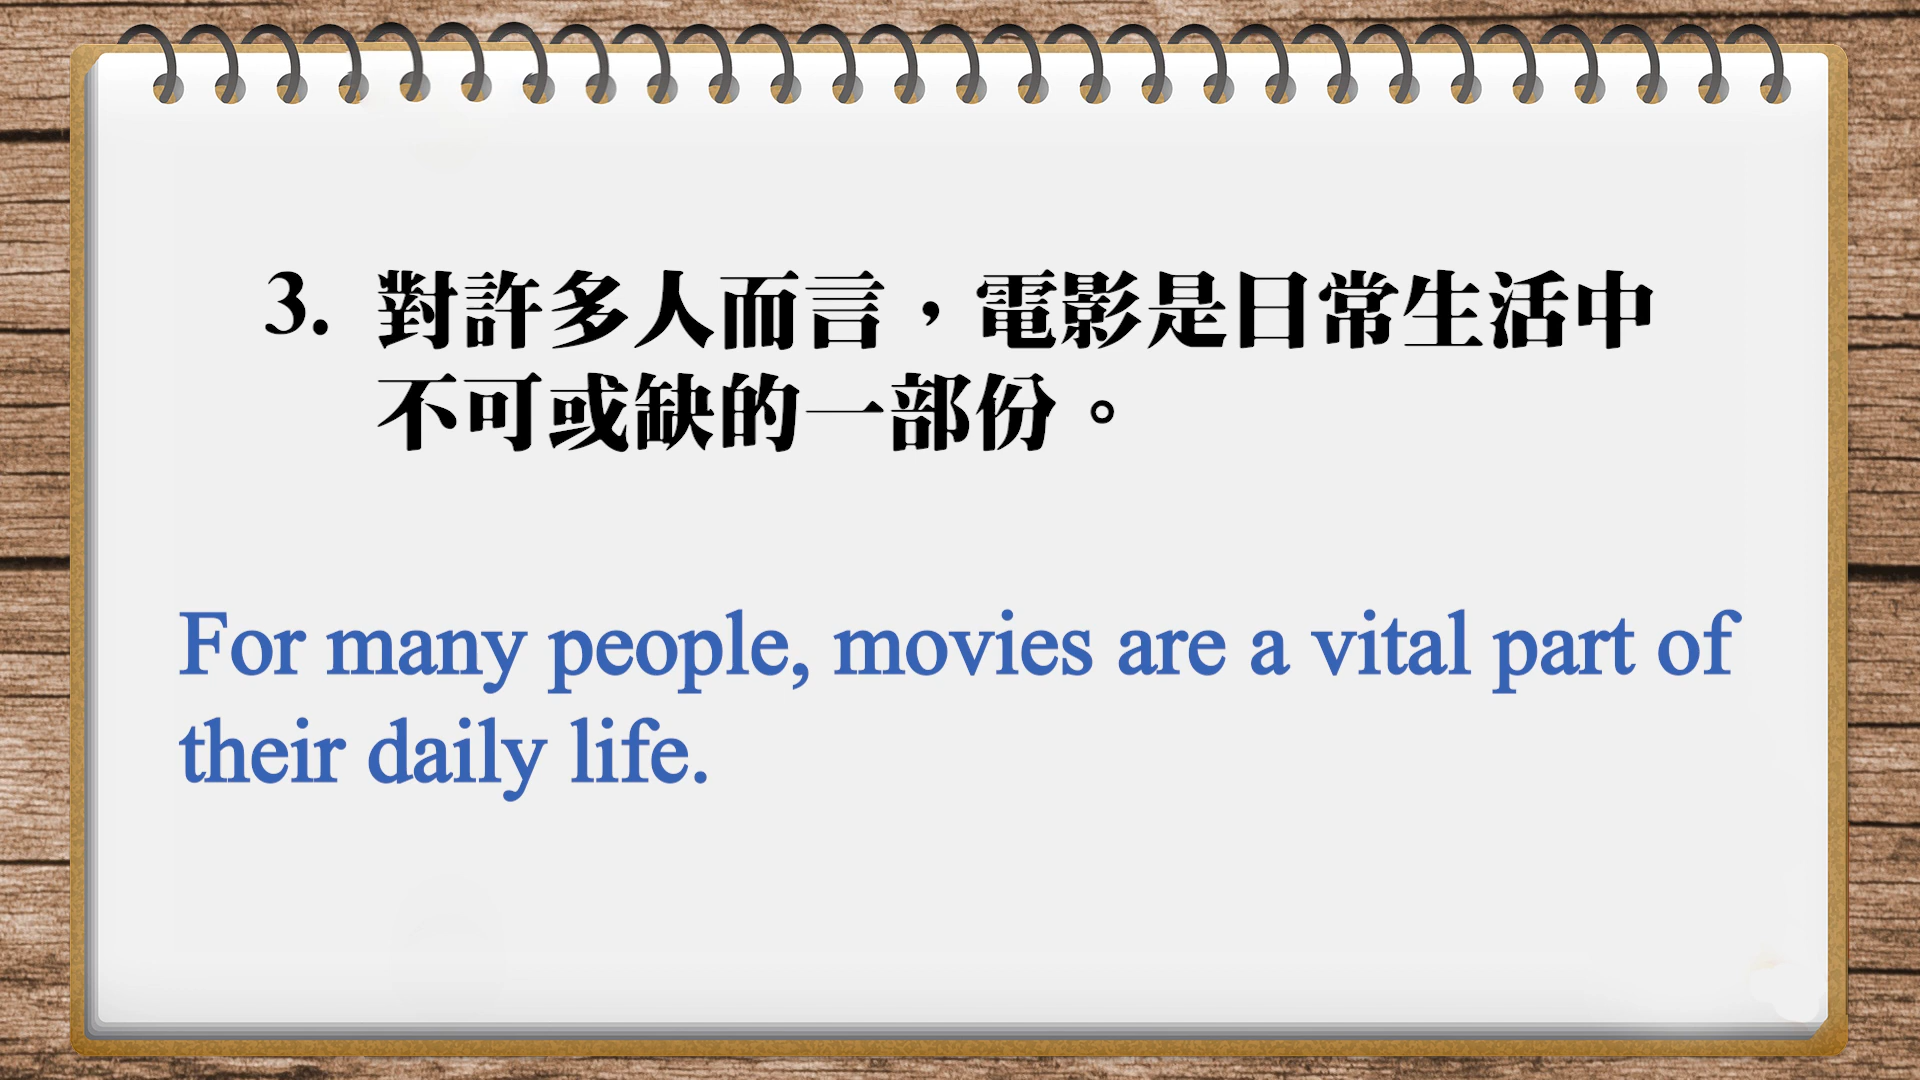 3. 對許多人而言，電影是日常生活中
不可或缺的一部份。
For many people, movies are a vital part of
their daily life.